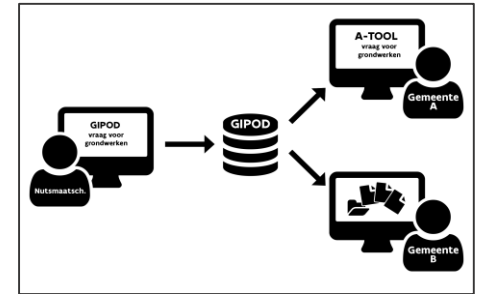 GIPOD
vraag voor
grondwerken
Nutsmaatsch.
GIPOD
A-TOOL
vraag voor
grondwerken
Gemeente
A
Gemeente
B